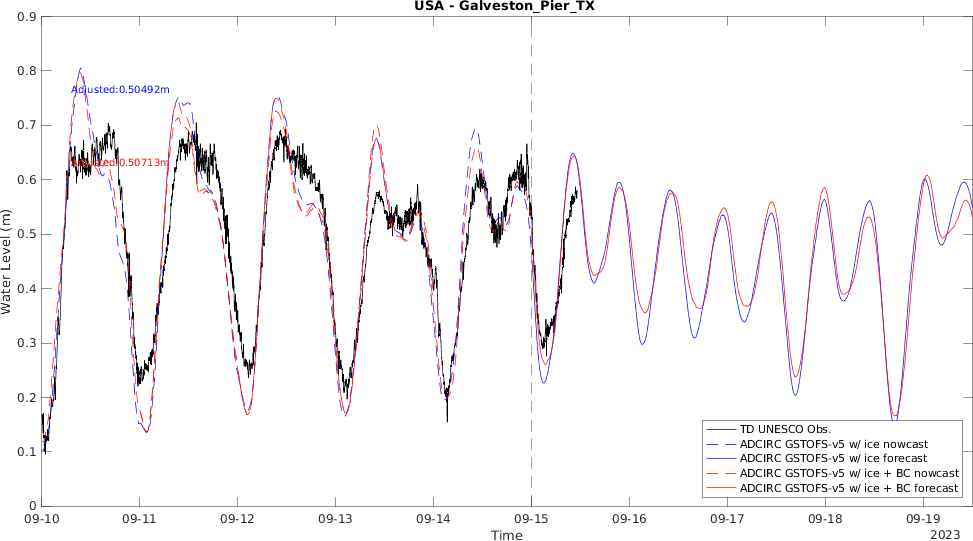 USA - Galveston_Pier_TX
0.9
0.8
0.7
0.6
0.5
0.4
0.3
0.2
0.1
0
Water Level (m)
Adjusted:0.50492m
Adjusted:0.50713m
TD UNESCO Obs.
ADCIRC GSTOFS-v5 w/ ice nowcast
ADCIRC GSTOFS-v5 w/ ice forecast
ADCIRC GSTOFS-v5 w/ ice + BC nowcast
ADCIRC GSTOFS-v5 w/ ice + BC forecast
09-10 09-11 09-12 09-13 09-14 09-15 09-16 09-17 09-18 09-19
Time
2023